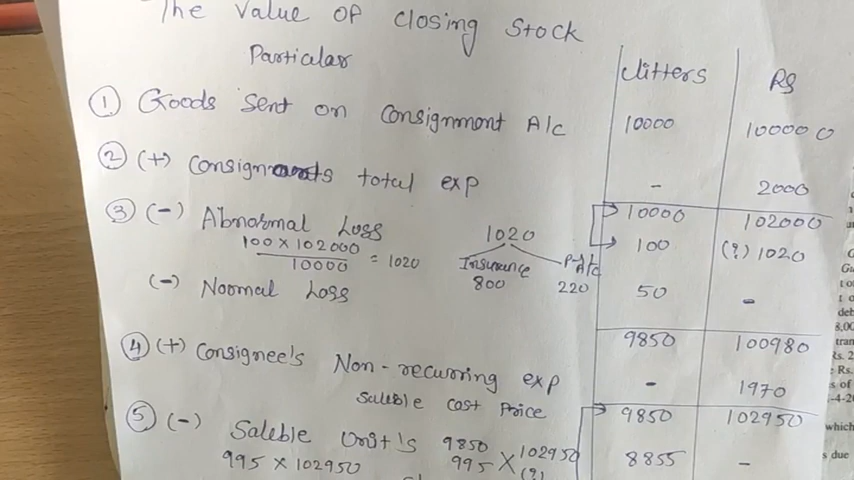 The Value of Closing Stock
Particular
Litters
Rs
① Goods Sent on Consignment A/c 10000 100000
② (+) Consignments total exp - 2000
10000 102000
③ (-) Abnormal Loss 100 (?) 1020
100 × 102000 / 10000 = 1020
1020
Insurance 800
P&L A/c 220
(-) Normal Loss 50 -
9850 100980
④ (+) Consignee's Non-recurring exp - 1970
Saleble Cost Price 9850 102950
⑤ (-) Saleble Unit's 8855 -
9850 102950
995 × (?)
995 × 102950